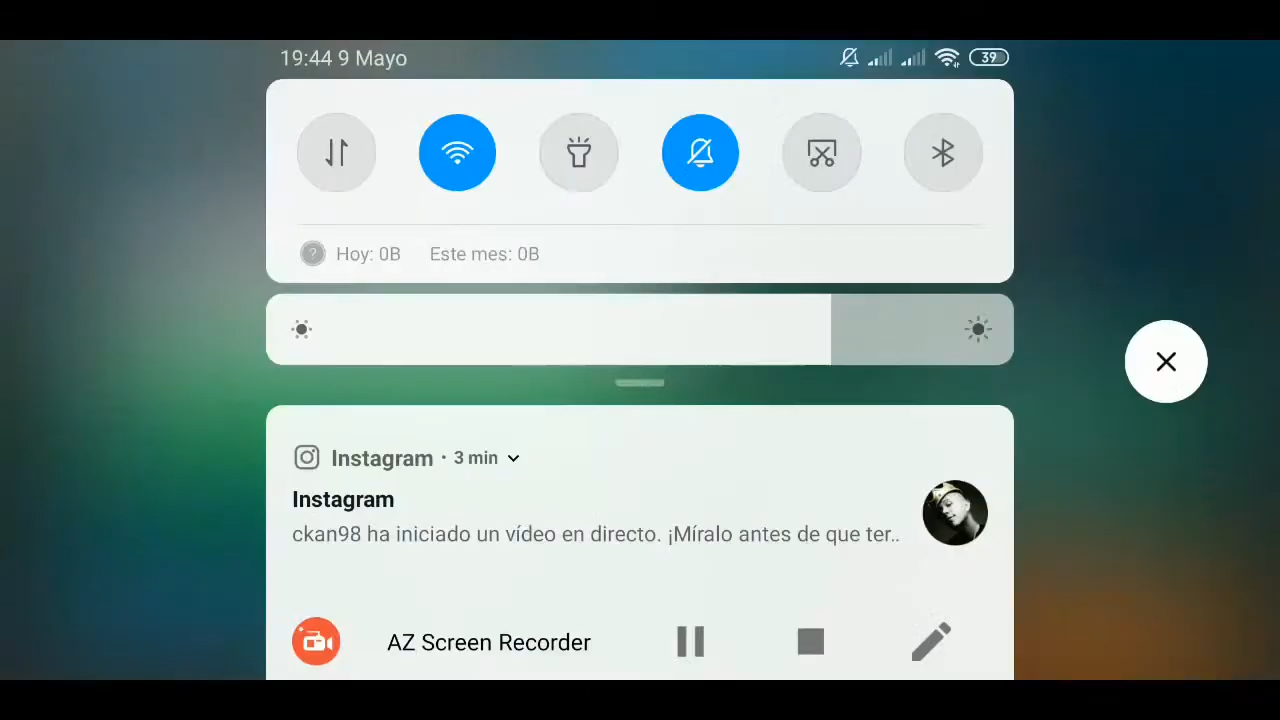 19:44 9 Mayo
39
Hoy: 0B Este mes: 0B
Instagram · 3 min
Instagram
ckan98 ha iniciado un vídeo en directo. ¡Míralo antes de que ter..
AZ Screen Recorder